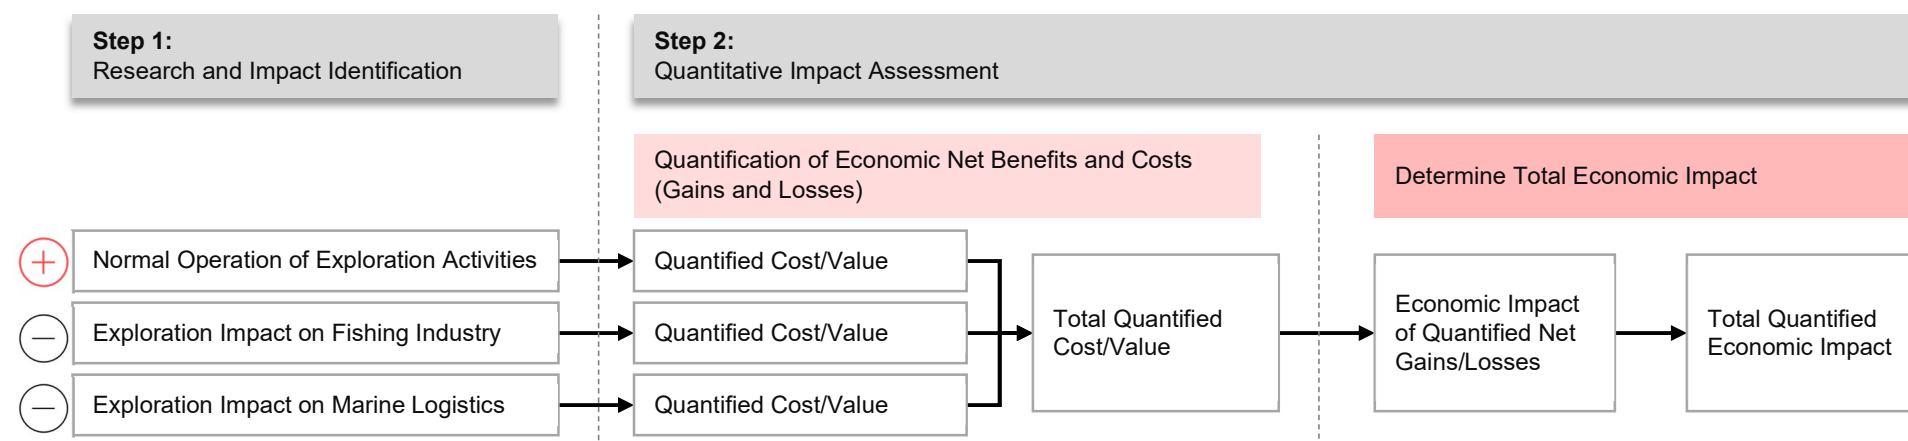 Step 1:
Research and Impact Identification
Step 2:
Quantitative Impact Assessment
Quantification of Economic Net Benefits and Costs
(Gains and Losses)
Determine Total Economic Impact
Normal Operation of Exploration Activities
Quantified Cost/Value
Exploration Impact on Fishing Industry
Quantified Cost/Value
Exploration Impact on Marine Logistics
Quantified Cost/Value
Total Quantified
Cost/Value
Economic Impact
of Quantified Net
Gains/Losses
Total Quantified
Economic Impact